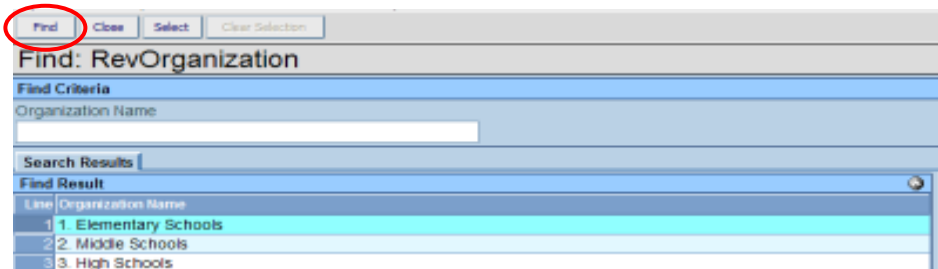 Find Close Select Clear Selection
Find: RevOrganization
Find Criteria
Organization Name
Search Results
Find Result
Line Organization Name
1 1. Elementary Schools
2 2. Middle Schools
3 3. High Schools